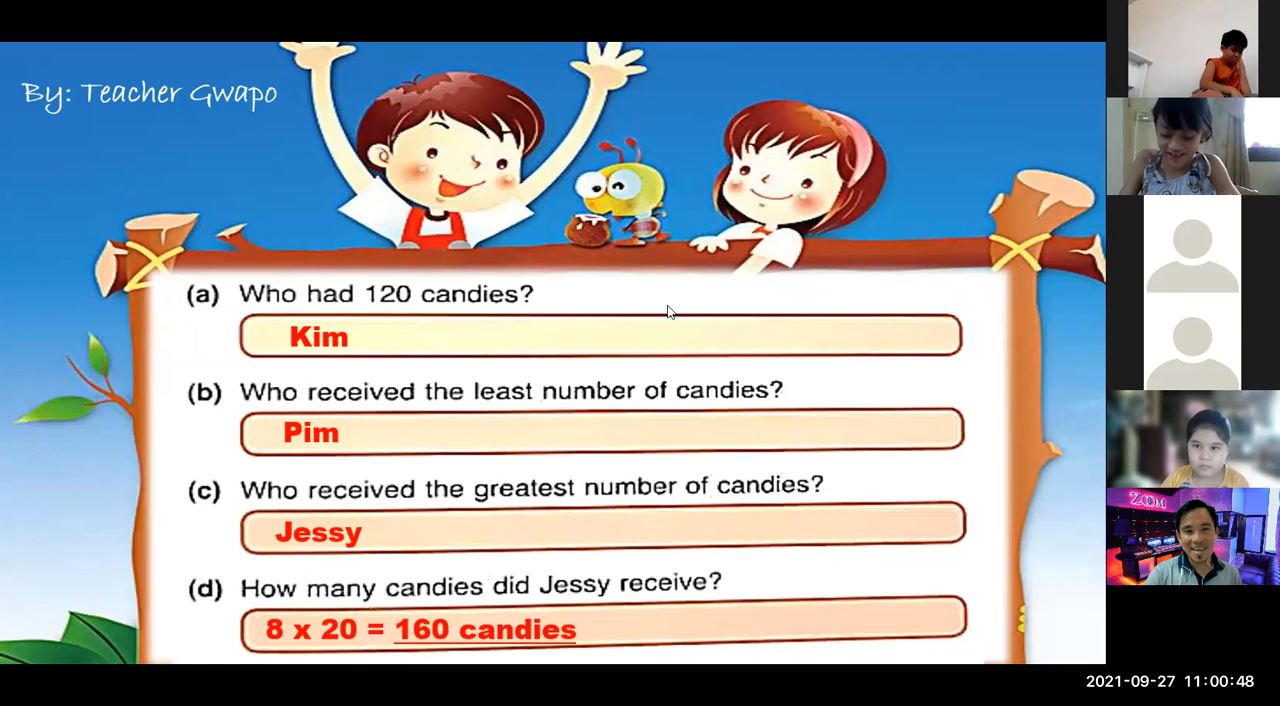 By: Teacher Gwapo
(a) Who had 120 candies?
Kim
(b) Who received the least number of candies?
Pim
(c) Who received the greatest number of candies?
Jessy
(d) How many candies did Jessy receive?
8 x 20 = 160 candies
ZOOM
2021-09-27 11:00:48